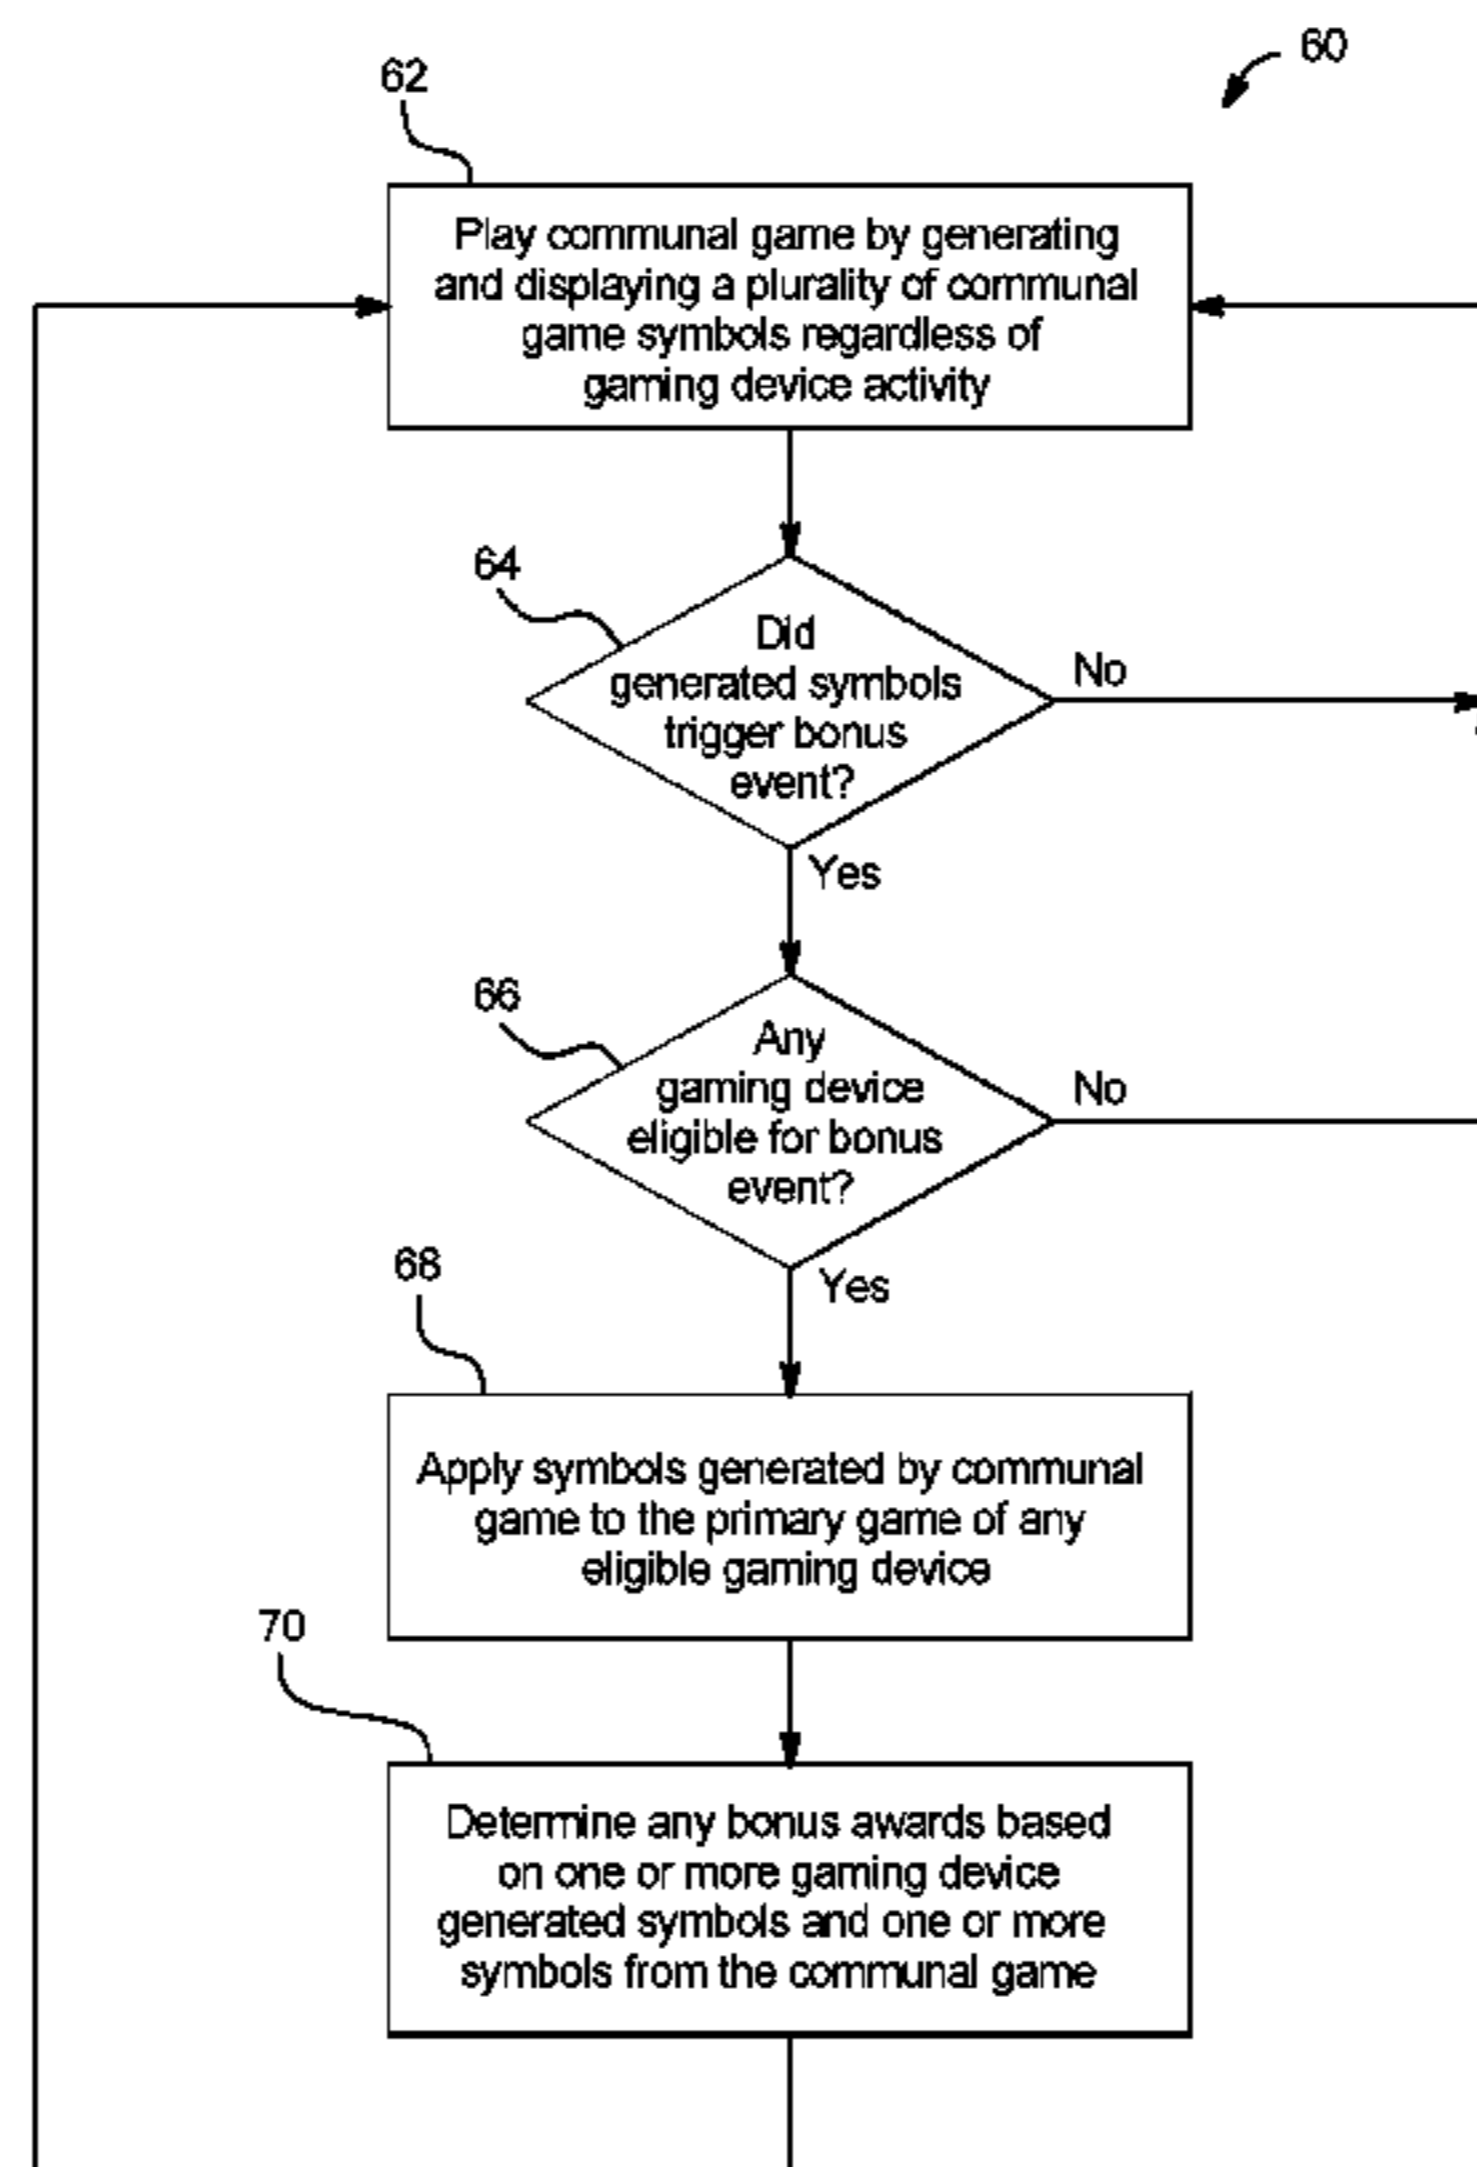 60
62
Play communal game by generating
and displaying a plurality of communal
game symbols regardless of
gaming device activity
64
Did
generated symbols
trigger bonus
event?
No
Yes
66
Any
gaming device
eligible for bonus
event?
No
Yes
68
Apply symbols generated by communal
game to the primary game of any
eligible gaming device
70
Determine any bonus awards based
on one or more gaming device
generated symbols and one or more
symbols from the communal game